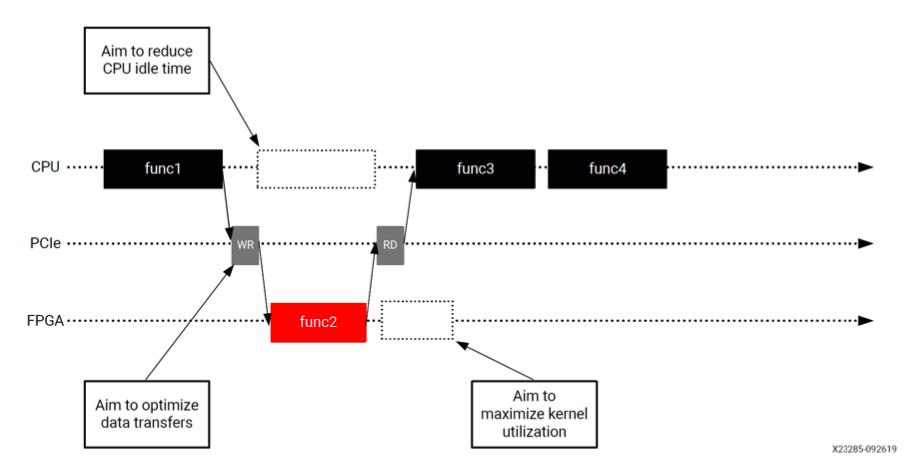 Aim to reduce
CPU idle time
CPU
func1
func3
func4
PCIe
WR
RD
FPGA
func2
Aim to optimize
data transfers
Aim to
maximize kernel
utilization
X23285-092619